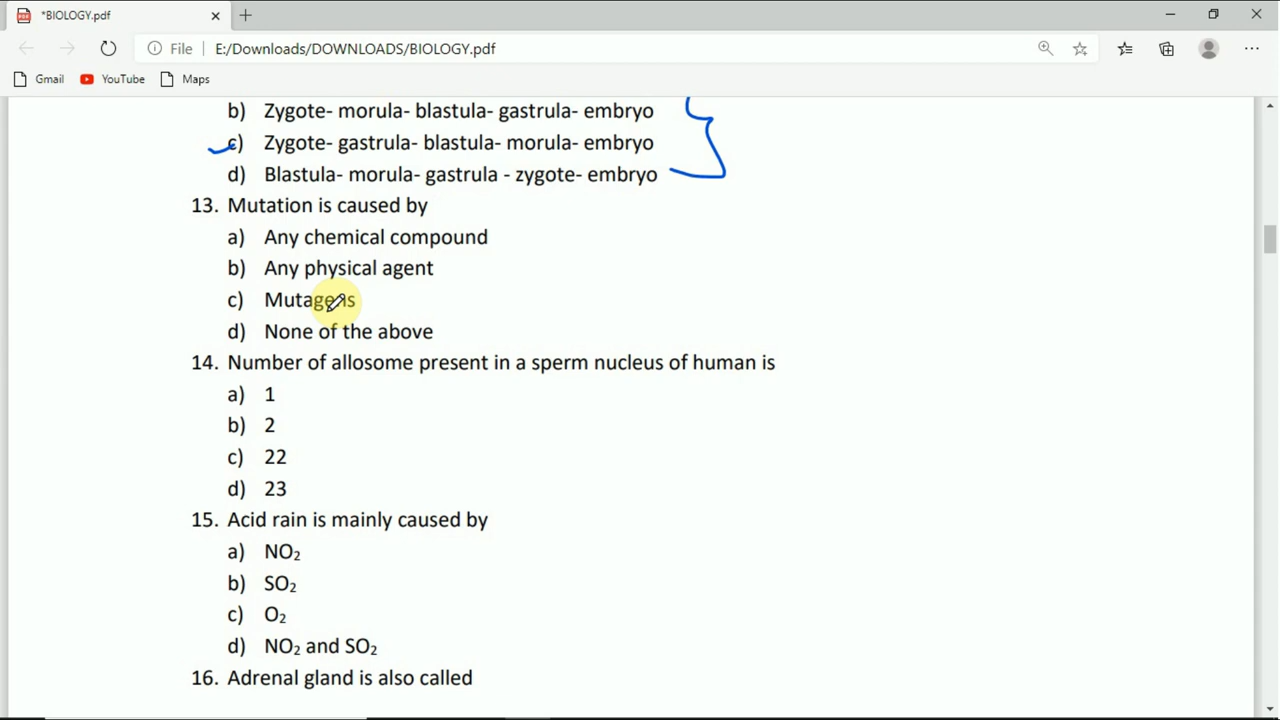 *BIOLOGY.pdf
File E:/Downloads/DOWNLOADS/BIOLOGY.pdf
Gmail YouTube Maps
b) Zygote- morula- blastula- gastrula- embryo
c) Zygote- gastrula- blastula- morula- embryo
d) Blastula- morula- gastrula - zygote- embryo
13. Mutation is caused by
a) Any chemical compound
b) Any physical agent
c) Mutagens
d) None of the above
14. Number of allosome present in a sperm nucleus of human is
a) 1
b) 2
c) 22
d) 23
15. Acid rain is mainly caused by
a) NO₂
b) SO₂
c) O₂
d) NO₂ and SO₂
16. Adrenal gland is also called